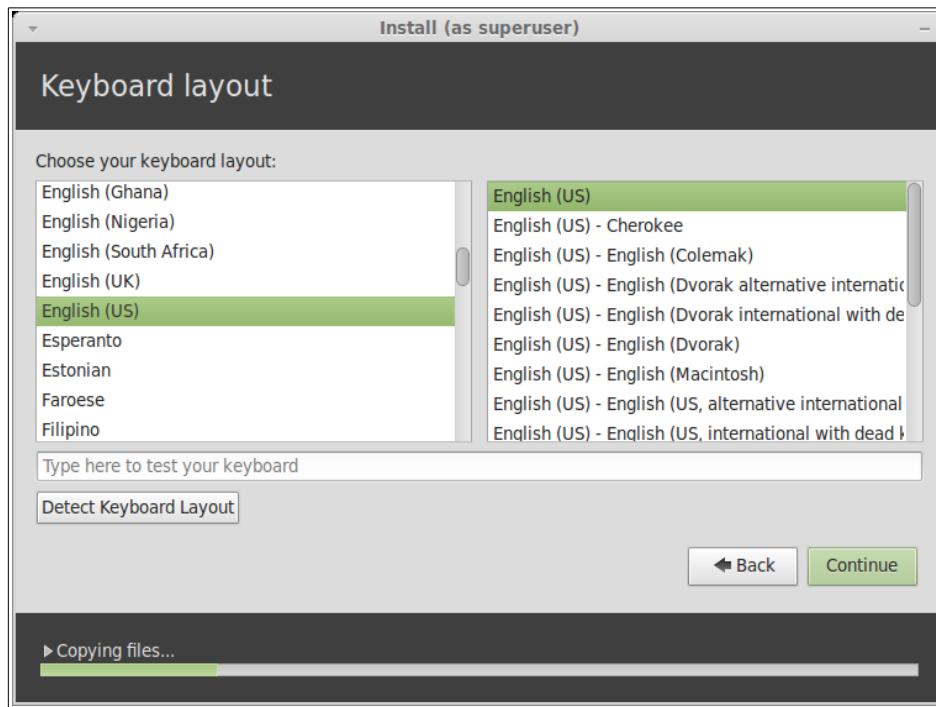 Install (as superuser)
Keyboard layout
Choose your keyboard layout:
English (Ghana)
English (Nigeria)
English (South Africa)
English (UK)
English (US)
Esperanto
Estonian
Faroese
Filipino
English (US)
English (US) - Cherokee
English (US) - English (Colemak)
English (US) - English (Dvorak alternative internatic
English (US) - English (Dvorak international with de
English (US) - English (Dvorak)
English (US) - English (Macintosh)
English (US) - English (US, alternative international
English (US) - English (US, international with dead k
Type here to test your keyboard
Detect Keyboard Layout
Back
Continue
Copying files...